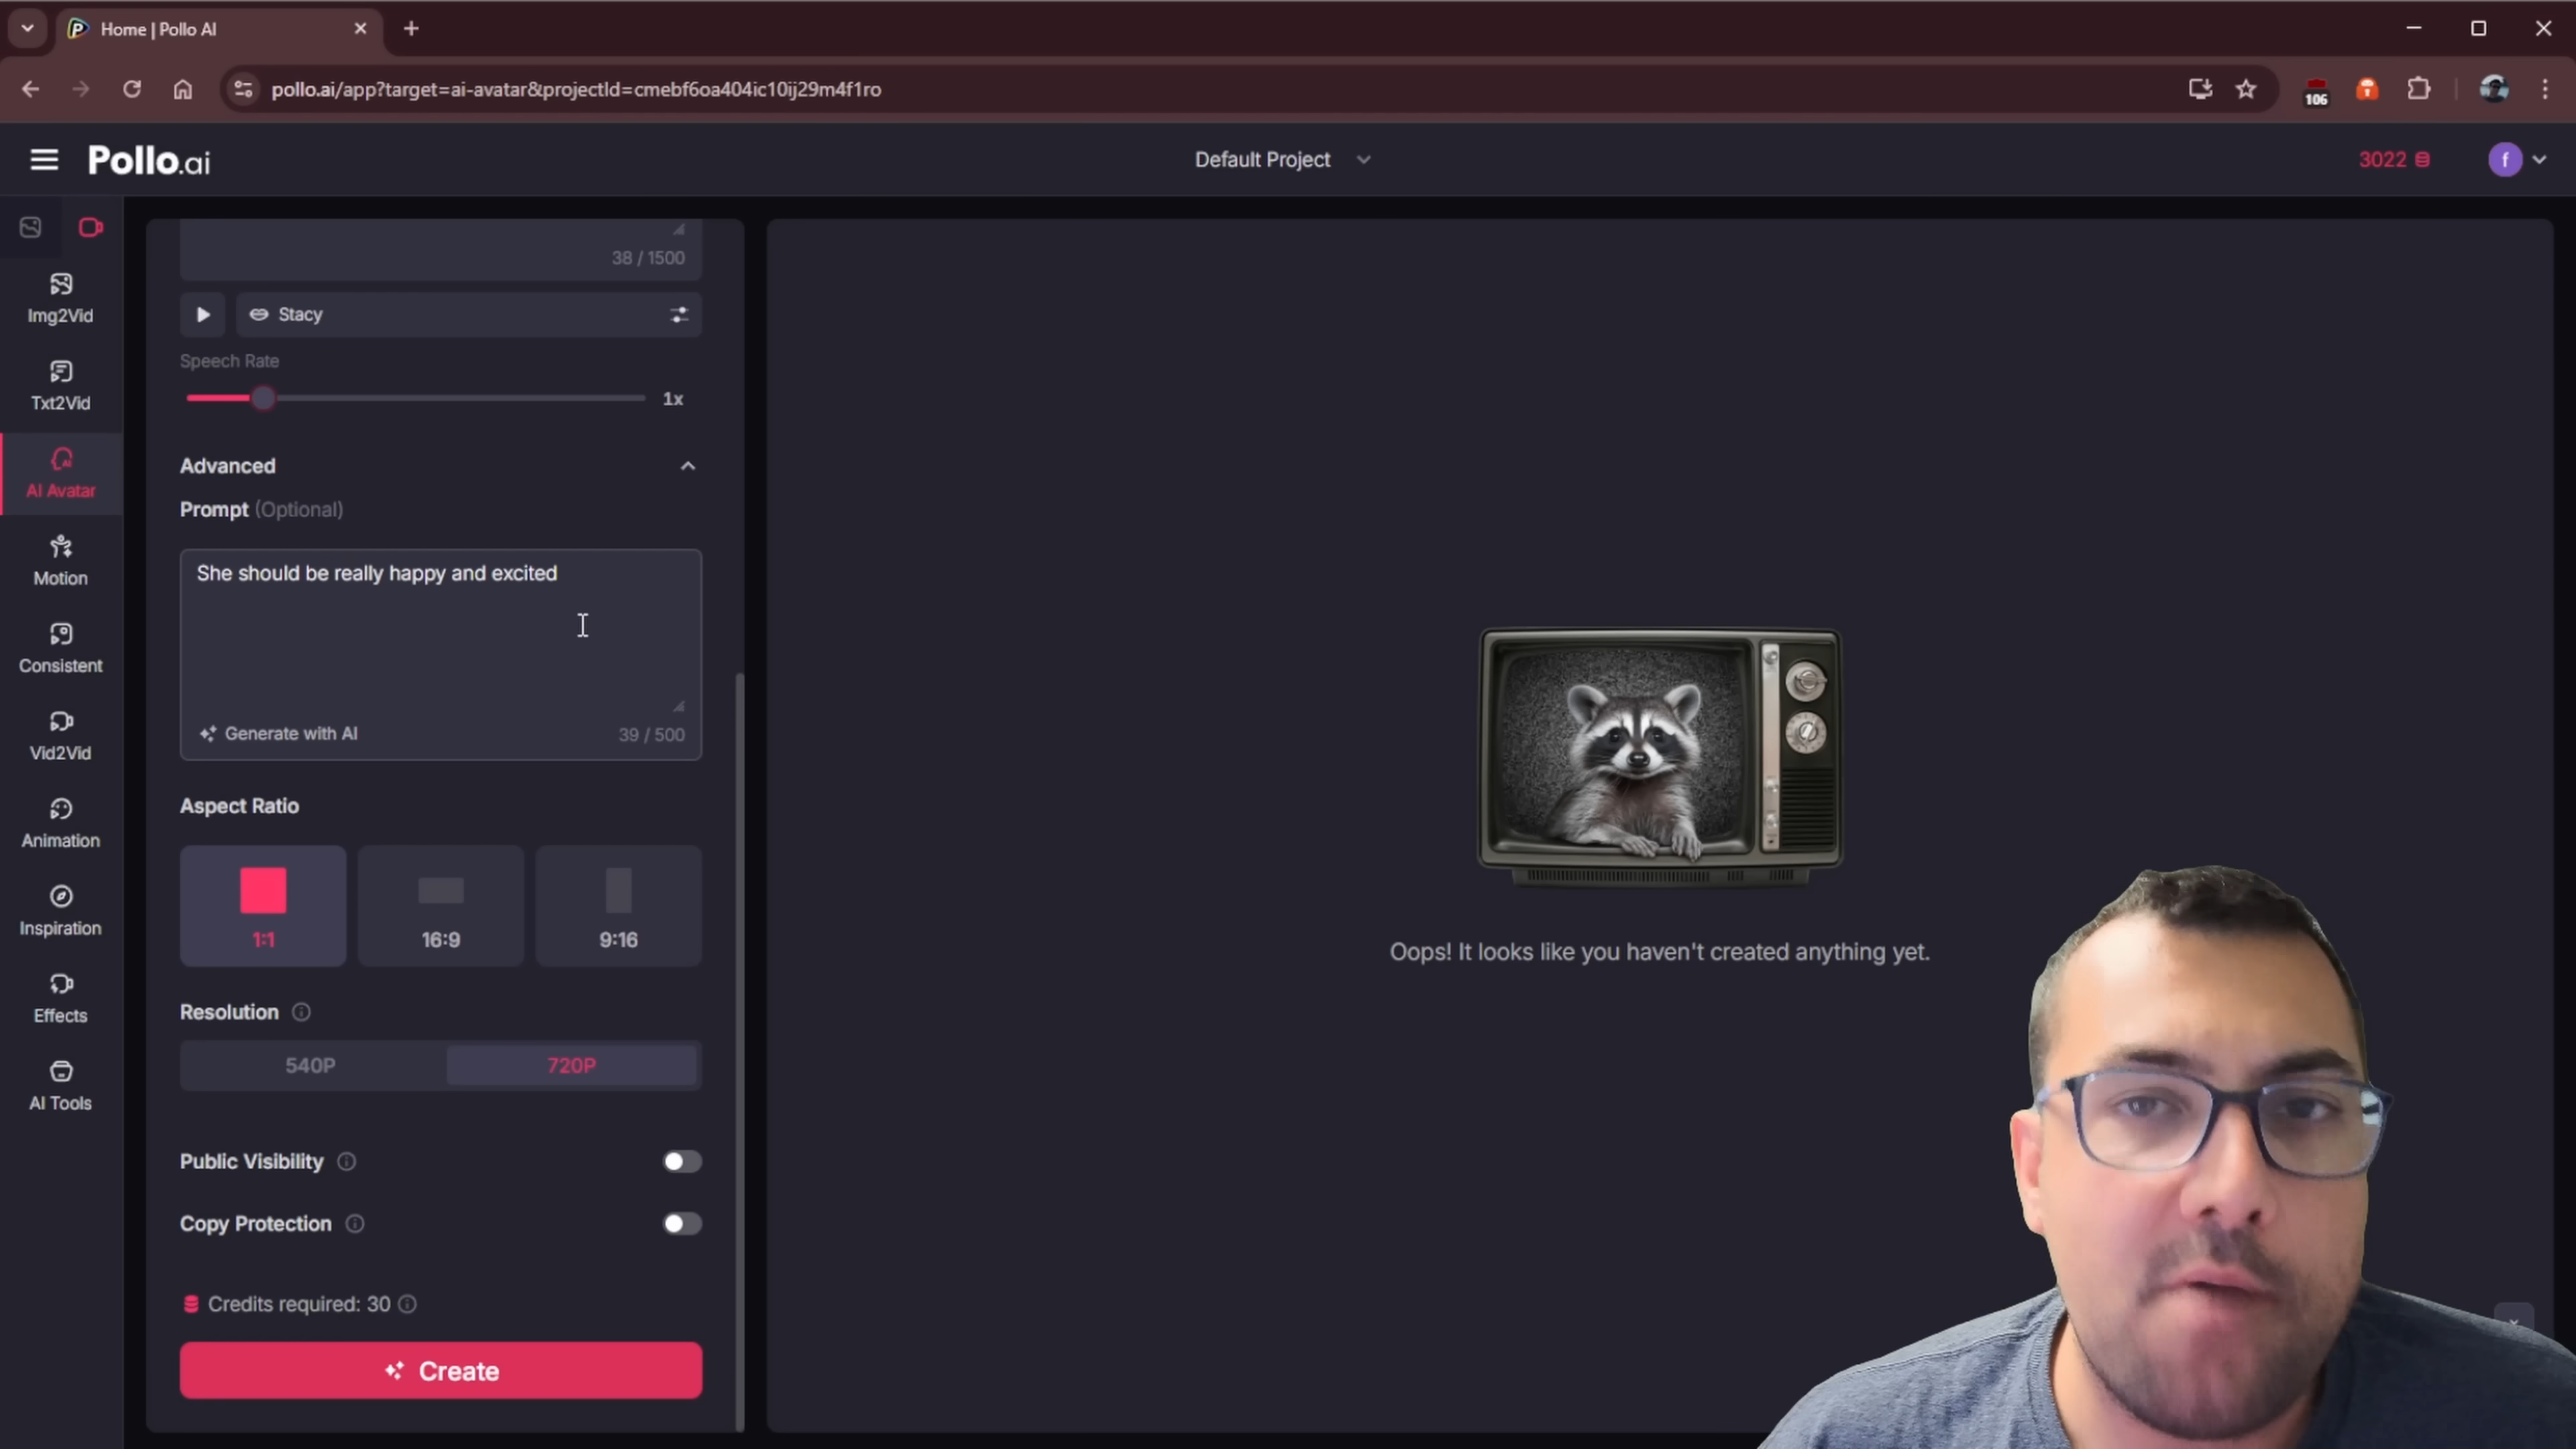 Home | Pollo AI
pollo.ai/app?target=ai-avatar&projectId=cmebf6oa404ic10ij29m4f1ro
106
Pollo.ai
Default Project
3022
f
Img2Vid
Txt2Vid
AI Avatar
Motion
Consistent
Vid2Vid
Animation
Inspiration
Effects
AI Tools
38 / 1500
Stacy
Speech Rate
1x
Advanced
Prompt (Optional)
She should be really happy and excited
Generate with AI
39 / 500
Aspect Ratio
1:1
16:9
9:16
Resolution
540P
720P
Public Visibility
Copy Protection
Credits required: 30
Create
Oops! It looks like you haven't created anything yet.